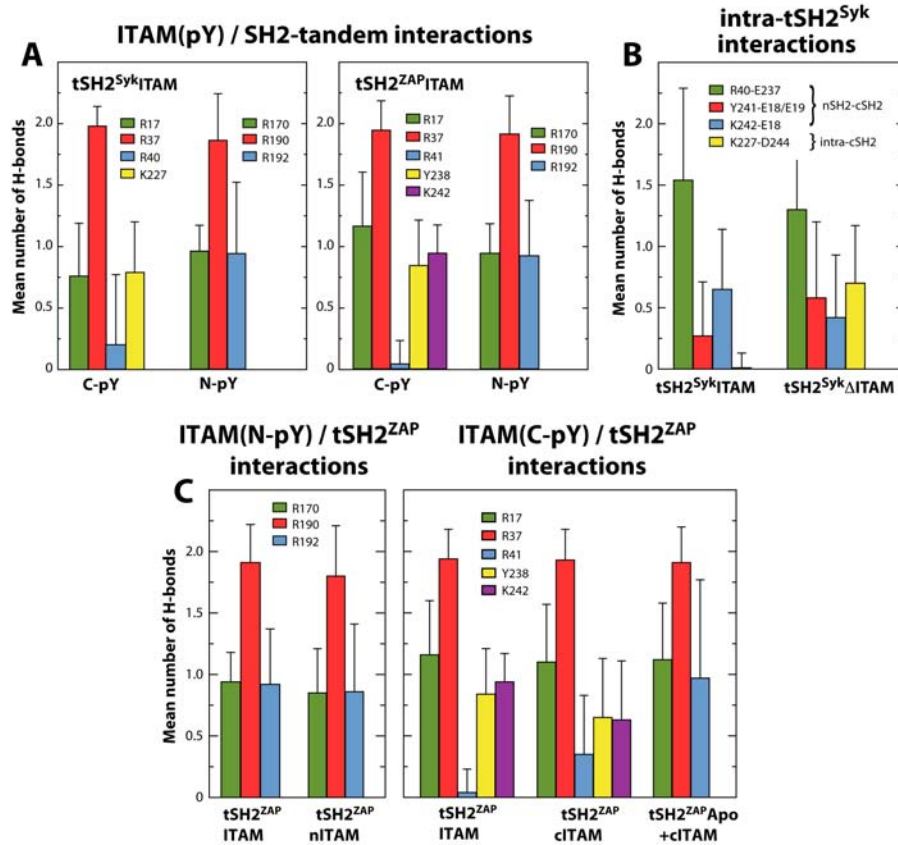 ITAM(pY) / SH2-tandem interactions
A
tSH2SykITAM
R17
R37
R40
K227
R170
R190
R192
Mean number of H-bonds
2.0
1.5
1.0
0.5
0
C-pY
N-pY
tSH2ZAPITAM
R17
R37
R41
Y238
K242
R170
R190
R192
2.0
1.5
1.0
0.5
0
C-pY
N-pY
intra-tSH2Syk
interactions
B
R40-E237
Y241-E18/E19
K242-E18
nSH2-cSH2
K227-D244
intra-cSH2
Mean number of H-bonds
2.0
1.5
1.0
0.5
0
tSH2SykITAM
tSH2SykΔITAM
ITAM(N-pY) / tSH2ZAP
interactions
C
R170
R190
R192
Mean number of H-bonds
2.0
1.5
1.0
0.5
0
tSH2ZAP
ITAM
tSH2ZAP
nITAM
ITAM(C-pY) / tSH2ZAP
interactions
R17
R37
R41
Y238
K242
tSH2ZAP
ITAM
tSH2ZAP
cITAM
tSH2ZAPApo
+cITAM